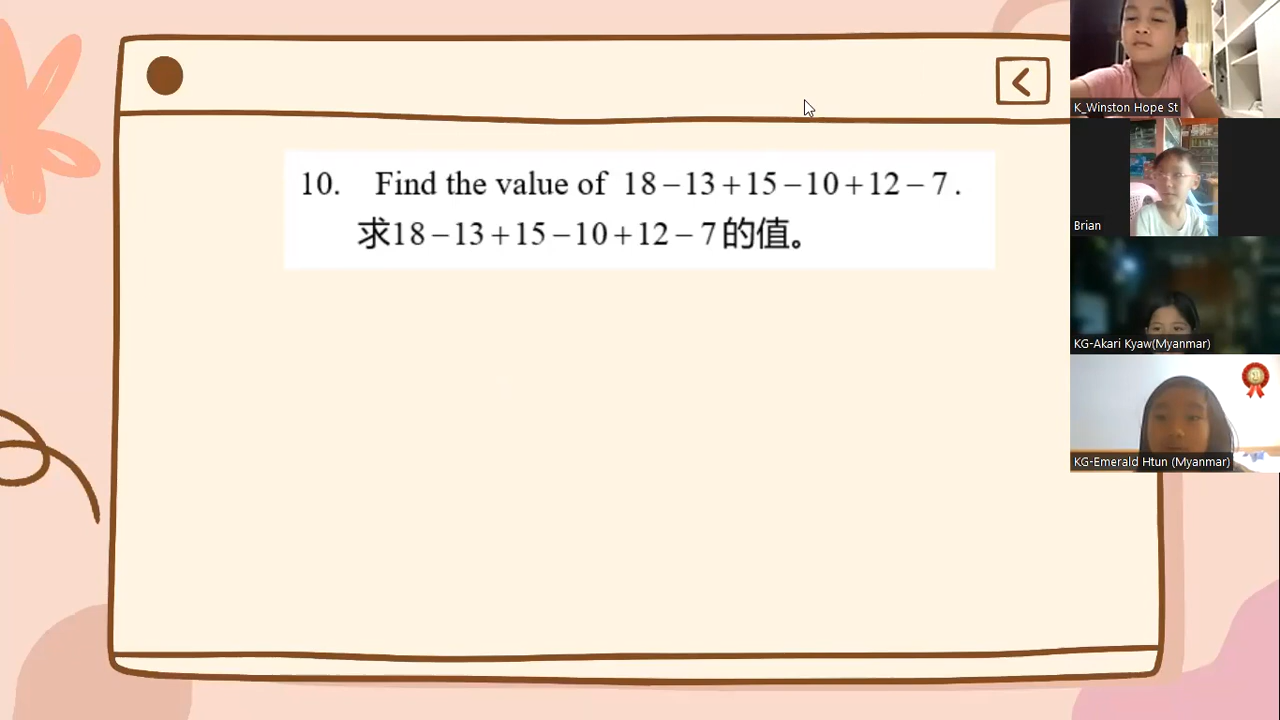 10. Find the value of 18−13+15−10+12−7.
求18−13+15−10+12−7的值。
K_Winston Hope St
Brian
KG-Akari Kyaw(Myanmar)
KG-Emerald Htun (Myanmar)